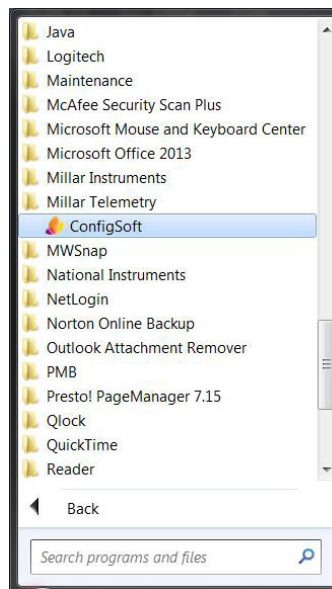 Java
Logitech
Maintenance
McAfee Security Scan Plus
Microsoft Mouse and Keyboard Center
Microsoft Office 2013
Millar Instruments
Millar Telemetry
ConfigSoft
MWSnap
National Instruments
NetLogin
Norton Online Backup
Outlook Attachment Remover
PMB
Presto! PageManager 7.15
Qlock
QuickTime
Reader
Back
Search programs and files